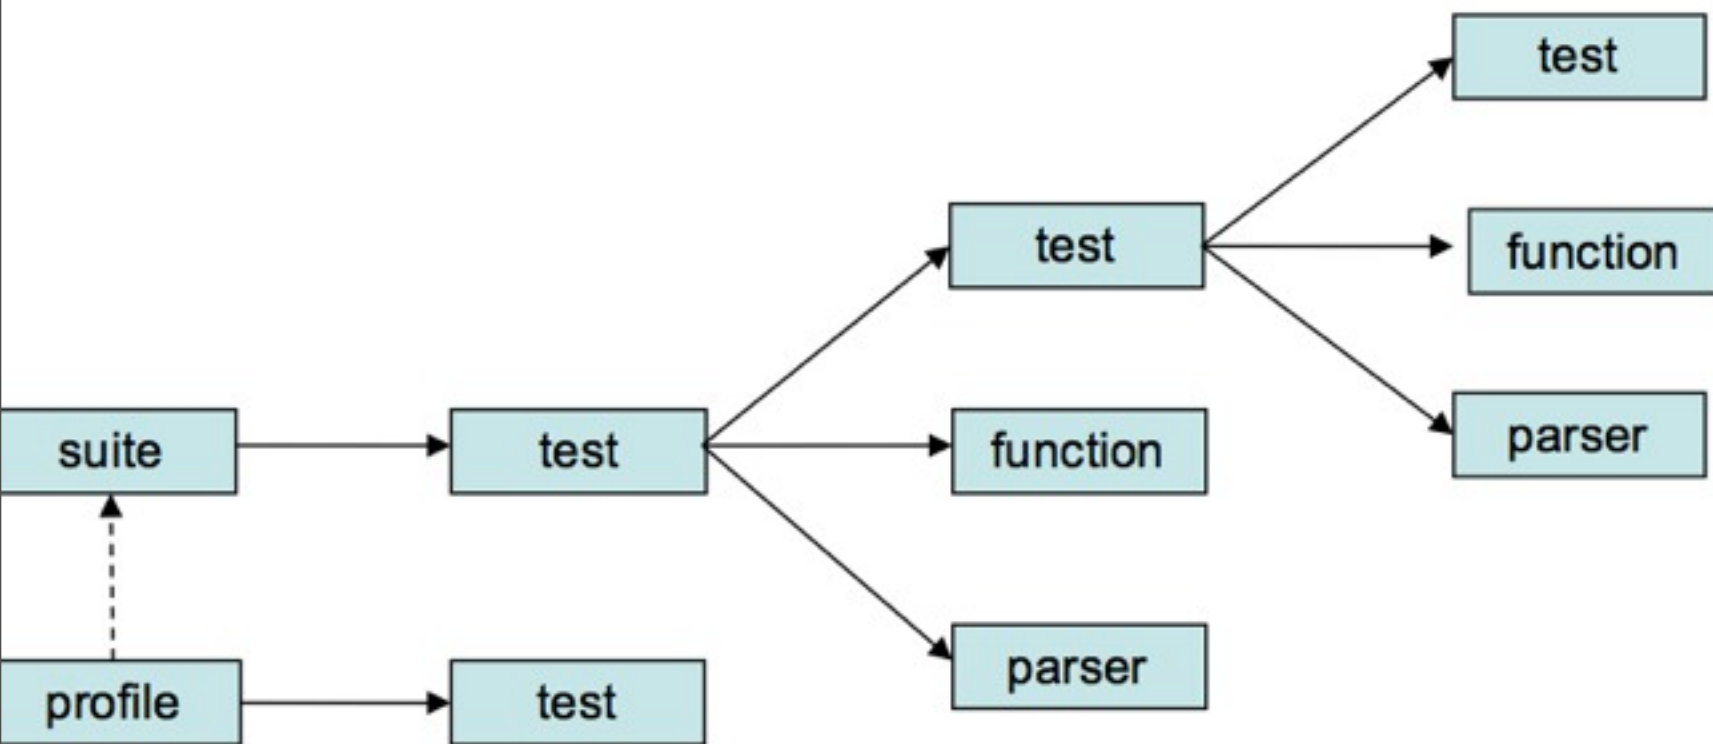 test
test
function
suite
test
function
parser
parser
profile
test